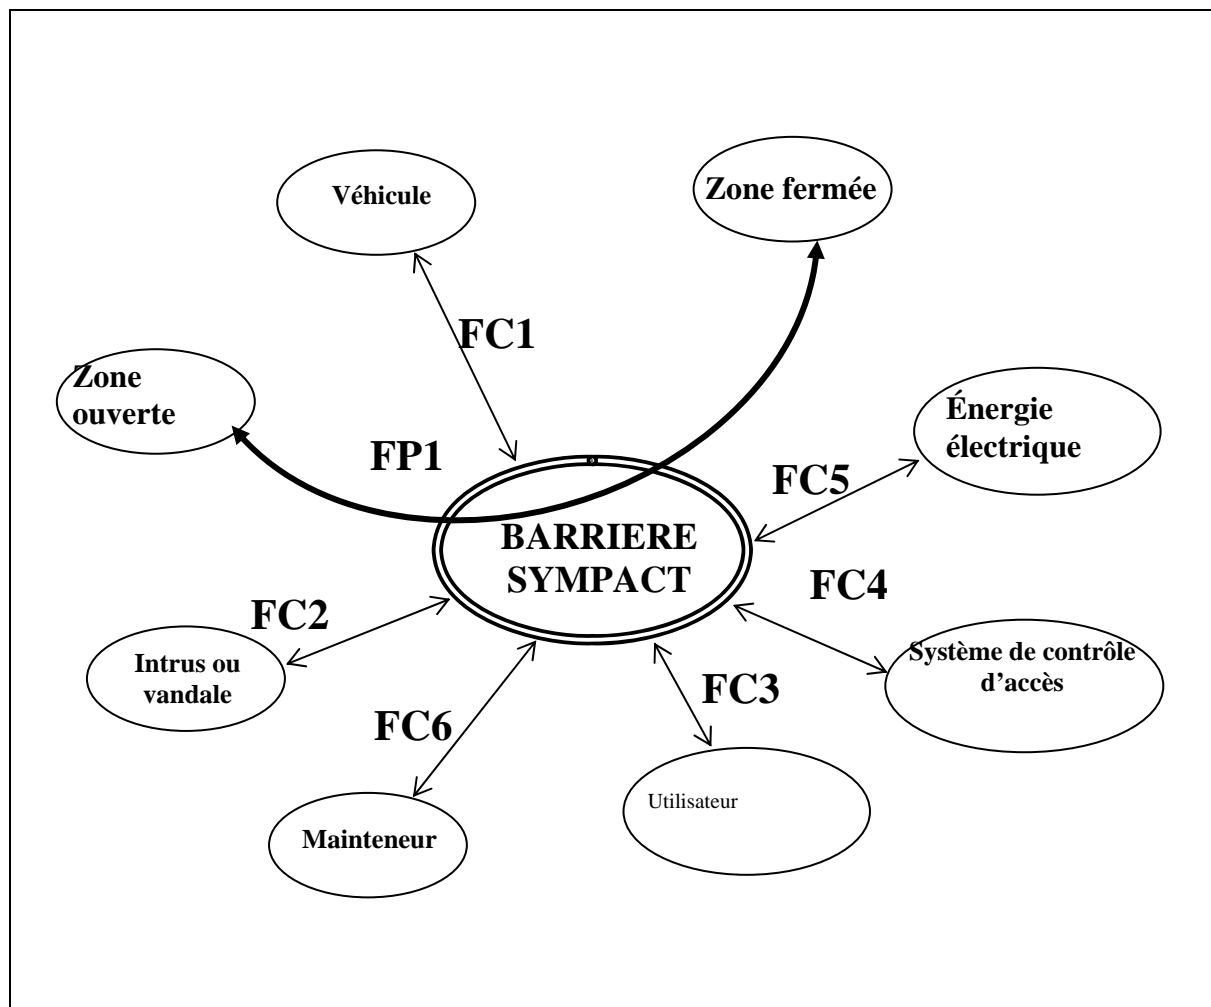 Véhicule
Zone fermée
FC1
Zone
ouverte
Énergie
électrique
FP1
FC5
BARRIERE
SYMPACT
FC4
FC2
Intrus ou
vandale
Système de contrôle
d’accès
FC3
FC6
Utilisateur
Mainteneur